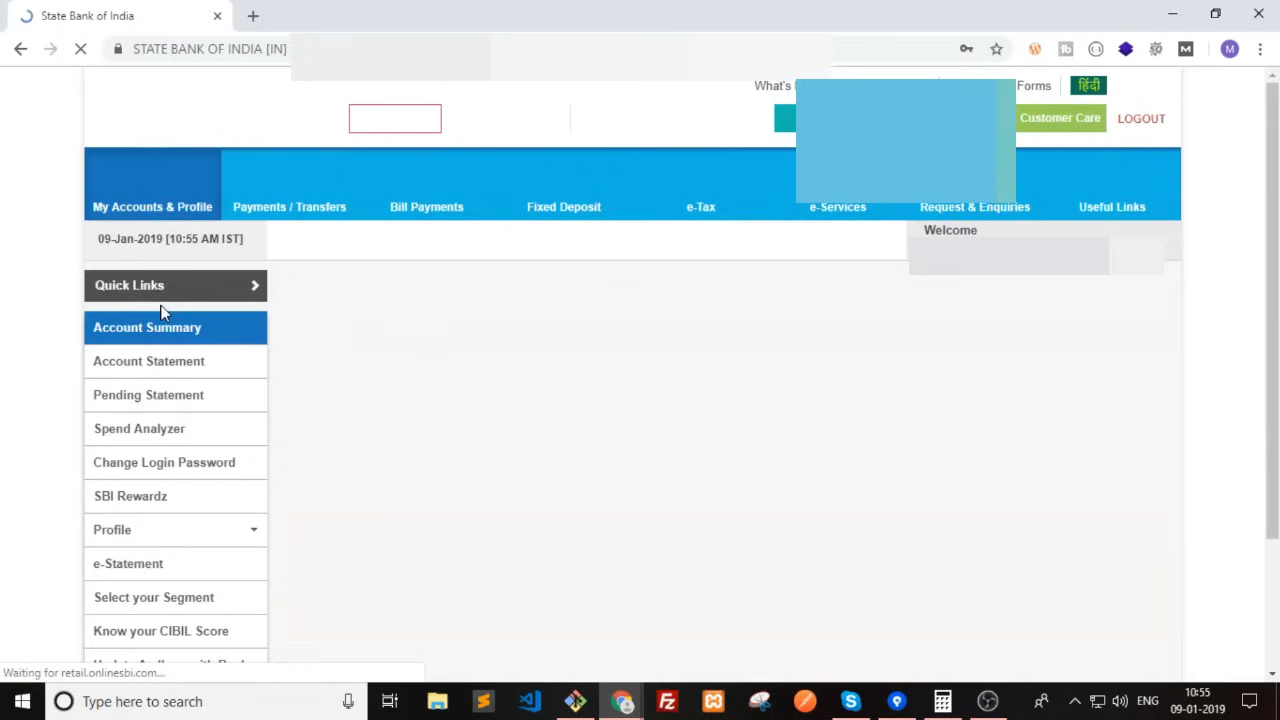 State Bank of India
STATE BANK OF INDIA [IN]
What's
Forms
हिंदी
Customer Care
LOGOUT
My Accounts & Profile
Payments / Transfers
Bill Payments
Fixed Deposit
e-Tax
e-Services
Request & Enquiries
Useful Links
09-Jan-2019 [10:55 AM IST]
Welcome
Quick Links
Account Summary
Account Statement
Pending Statement
Spend Analyzer
Change Login Password
SBI Rewardz
Profile
e-Statement
Select your Segment
Know your CIBIL Score
Waiting for retail.onlinesbi.com...
Type here to search
ENG
10:55
09-01-2019